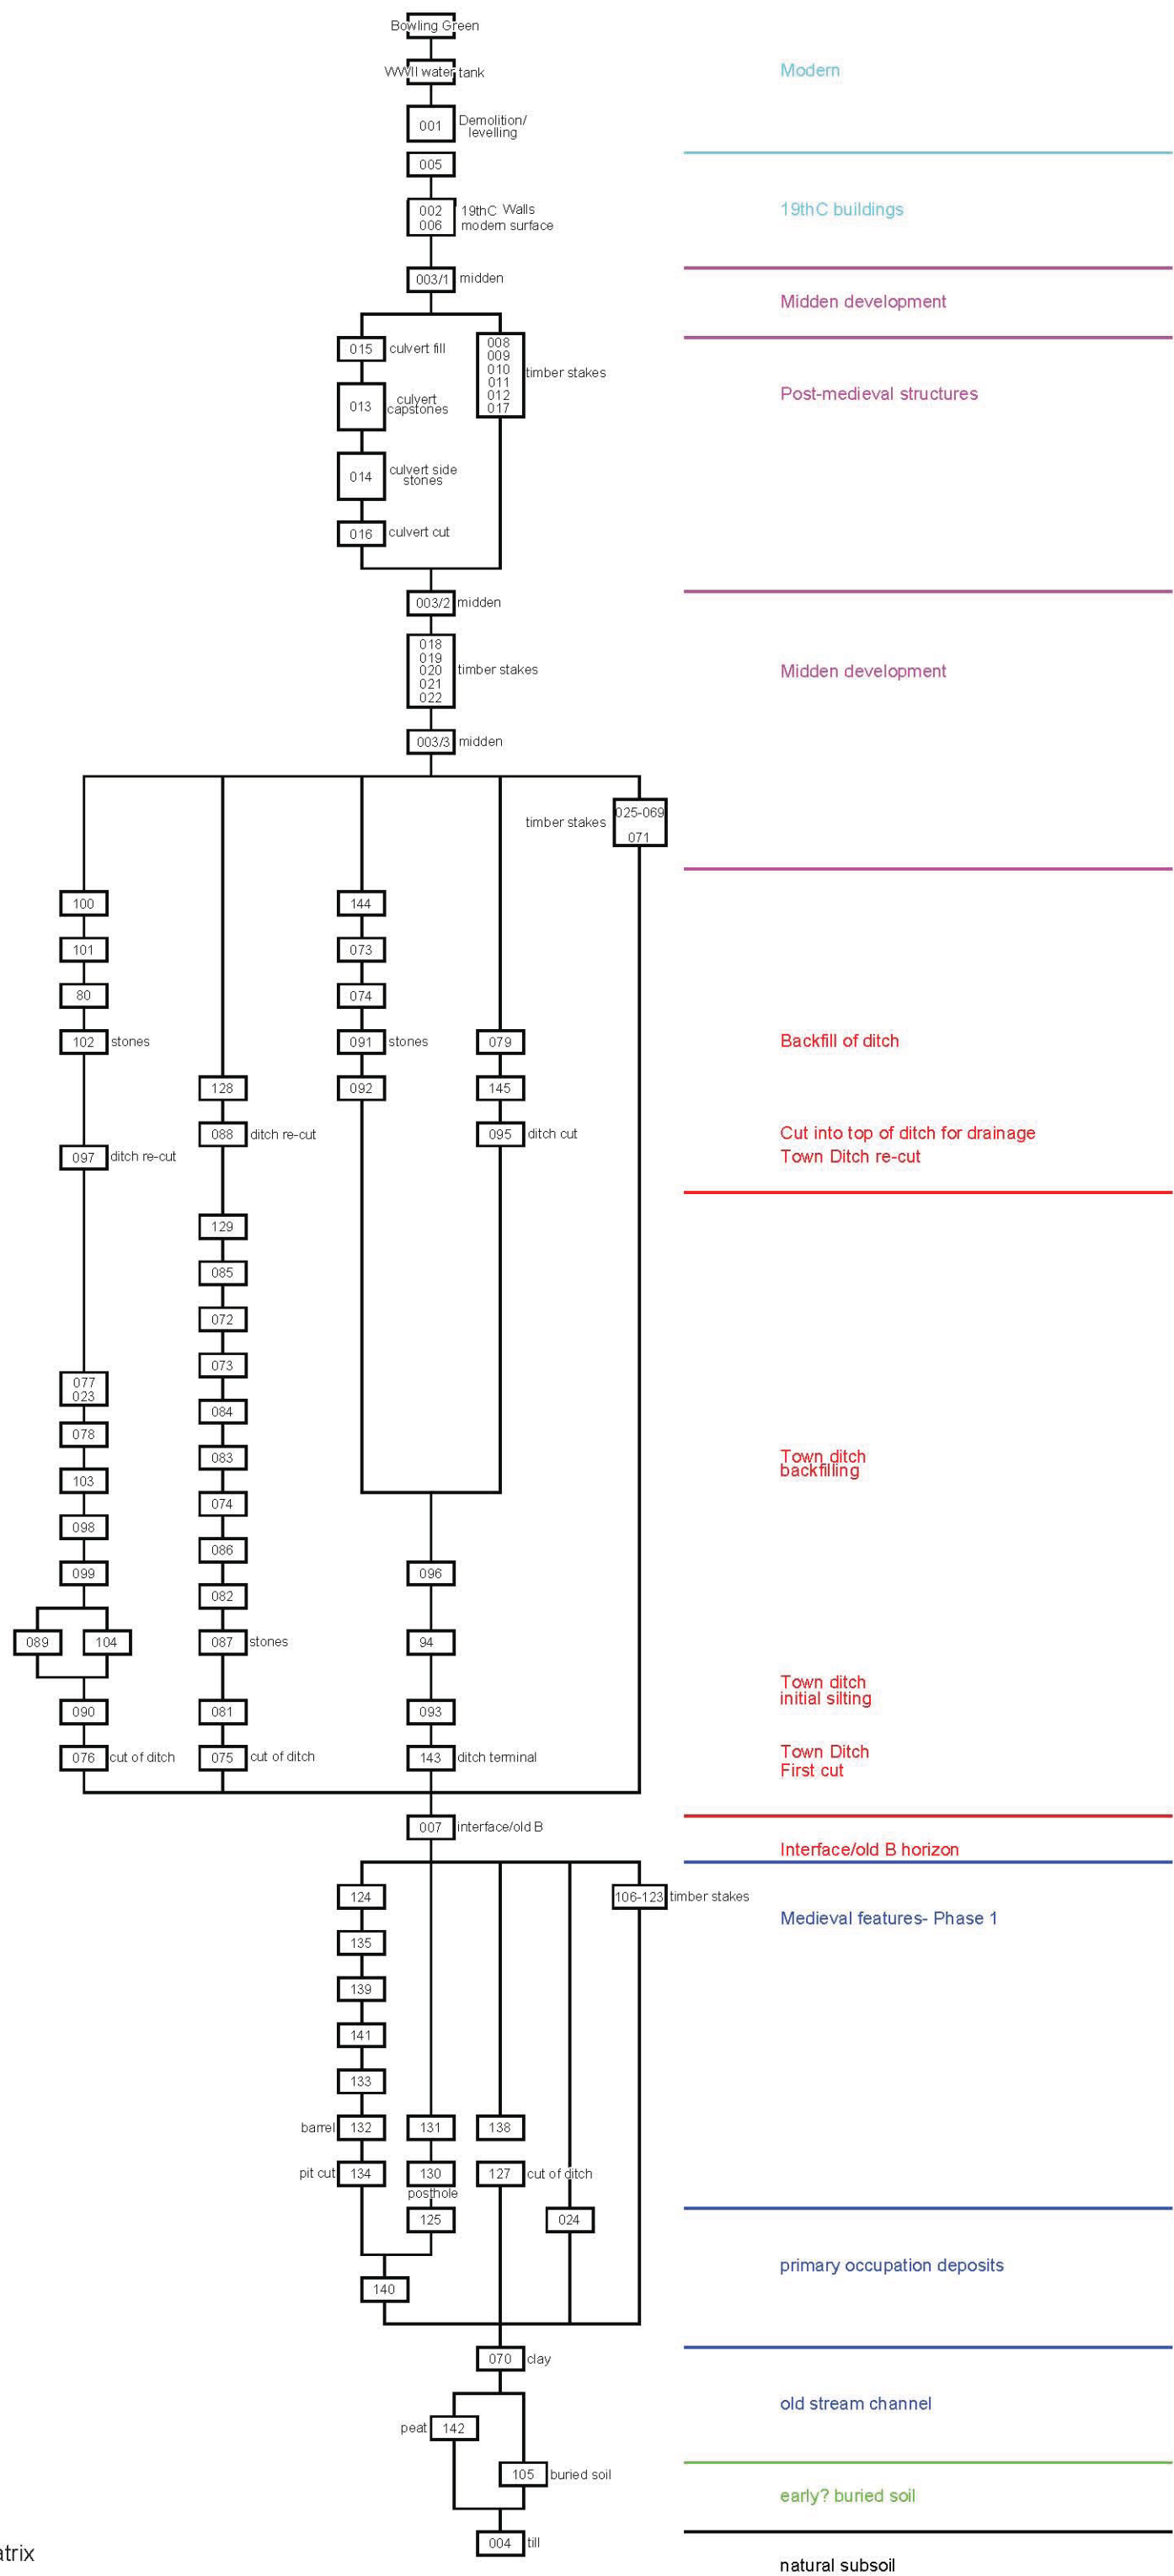 Bowling Green
WWII water tank
Modern
001
Demolition/
levelling
005
002
006
19thC Walls
modern surface
19thC buildings
003/1 midden
Midden development
015 culvert fill
008
009
010
011
012
017
timber stakes
Post-medieval structures
013
culvert
capstones
014
culvert side
stones
016 culvert cut
003/2 midden
018
019
020
021
022
timber stakes
Midden development
003/3 midden
timber stakes
025-069
071
100 144
101 073
80 074
102 stones 091 stones 079
Backfill of ditch
128 092 145
088 ditch re-cut 095 ditch cut
Cut into top of ditch for drainage
097 ditch re-cut
Town Ditch re-cut
129
085
072
073
077
023
084
078
083
Town ditch
backfilling
103
074
098
086
099 096
082
089 104 087 stones 94
Town ditch
initial silting
090 081 093
076 cut of ditch 075 cut of ditch 143 ditch terminal
Town Ditch
First cut
007 interface/old B
Interface/old B horizon
124 106-123 timber stakes
Medieval features- Phase 1
135
139
141
133
barrel 132 131 138
pit cut 134 130 127 cut of ditch
posthole
125 024
primary occupation deposits
140
070 clay
old stream channel
peat 142
105 buried soil
early? buried soil
004 till
atrix
natural subsoil